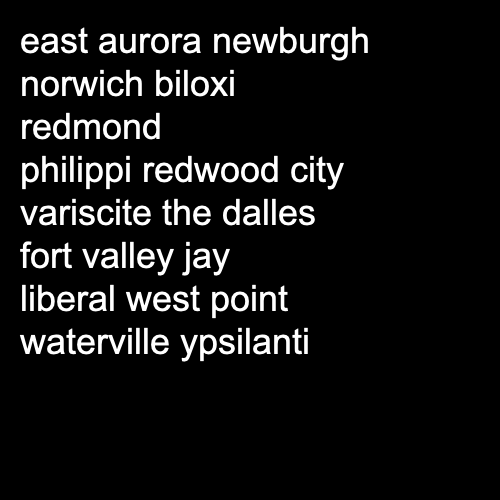 east aurora newburgh
norwich biloxi
redmond
philippi redwood city
variscite the dalles
fort valley jay
liberal west point
waterville ypsilanti